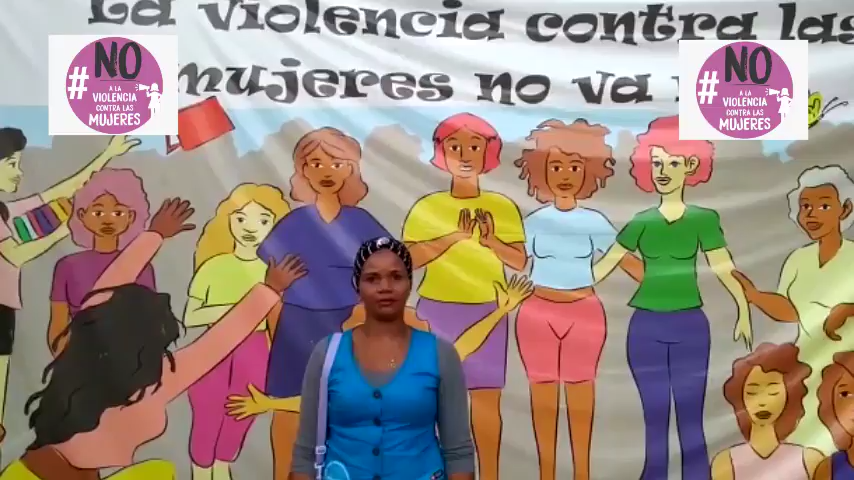 La violencia contra las
mujeres no va
#NO
A LA
VIOLENCIA
CONTRA LAS
MUJERES
#NO
A LA
VIOLENCIA
CONTRA LAS
MUJERES